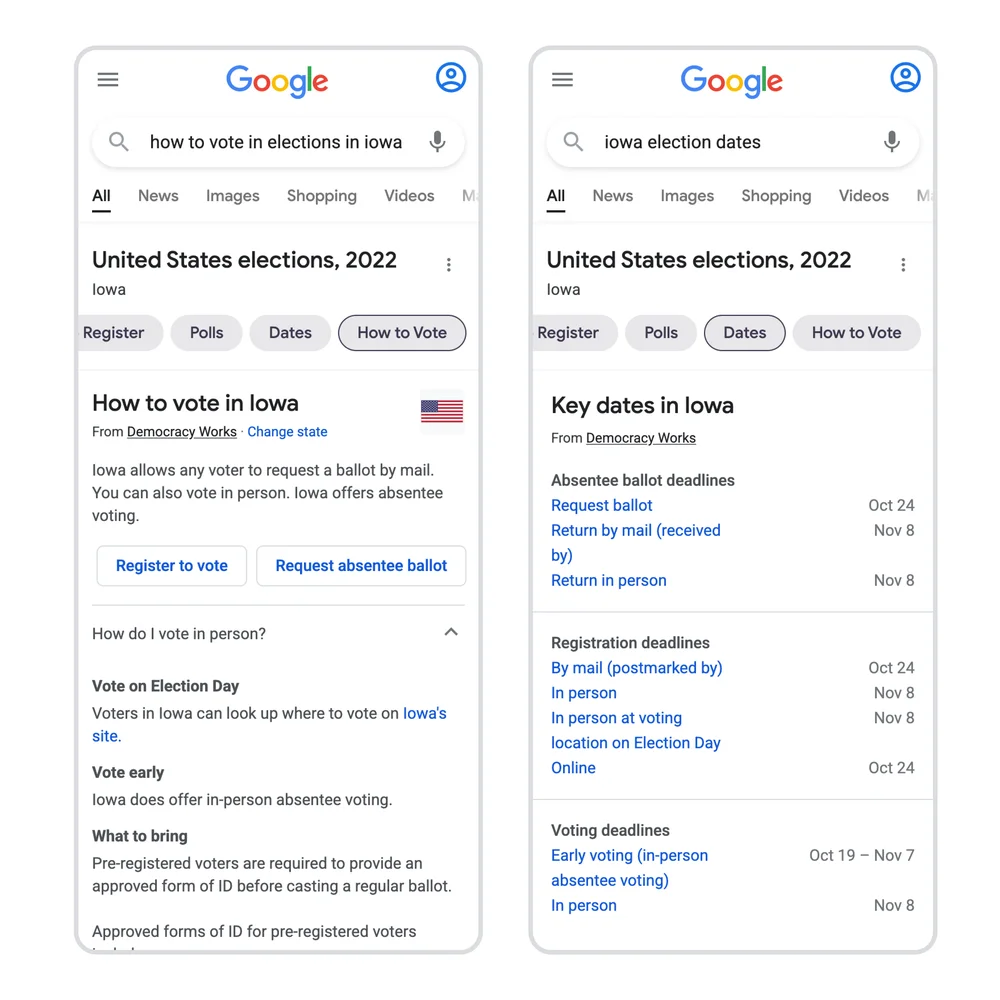 Google
how to vote in elections in iowa
All News Images Shopping Videos
United States elections, 2022
Iowa
Register Polls Dates How to Vote
How to vote in Iowa
From Democracy Works · Change state
Iowa allows any voter to request a ballot by mail.
You can also vote in person. Iowa offers absentee
voting.
Register to vote Request absentee ballot
How do I vote in person?
Vote on Election Day
Voters in Iowa can look up where to vote on Iowa's
site.
Vote early
Iowa does offer in-person absentee voting.
What to bring
Pre-registered voters are required to provide an
approved form of ID before casting a regular ballot.
Approved forms of ID for pre-registered voters
Google
iowa election dates
All News Images Shopping Videos
United States elections, 2022
Iowa
Register Polls Dates How to Vote
Key dates in Iowa
From Democracy Works
Absentee ballot deadlines
Request ballot Oct 24
Return by mail (received Nov 8
by)
Return in person Nov 8
Registration deadlines
By mail (postmarked by) Oct 24
In person Nov 8
In person at voting Nov 8
location on Election Day
Online Oct 24
Voting deadlines
Early voting (in-person Oct 19 – Nov 7
absentee voting)
In person Nov 8